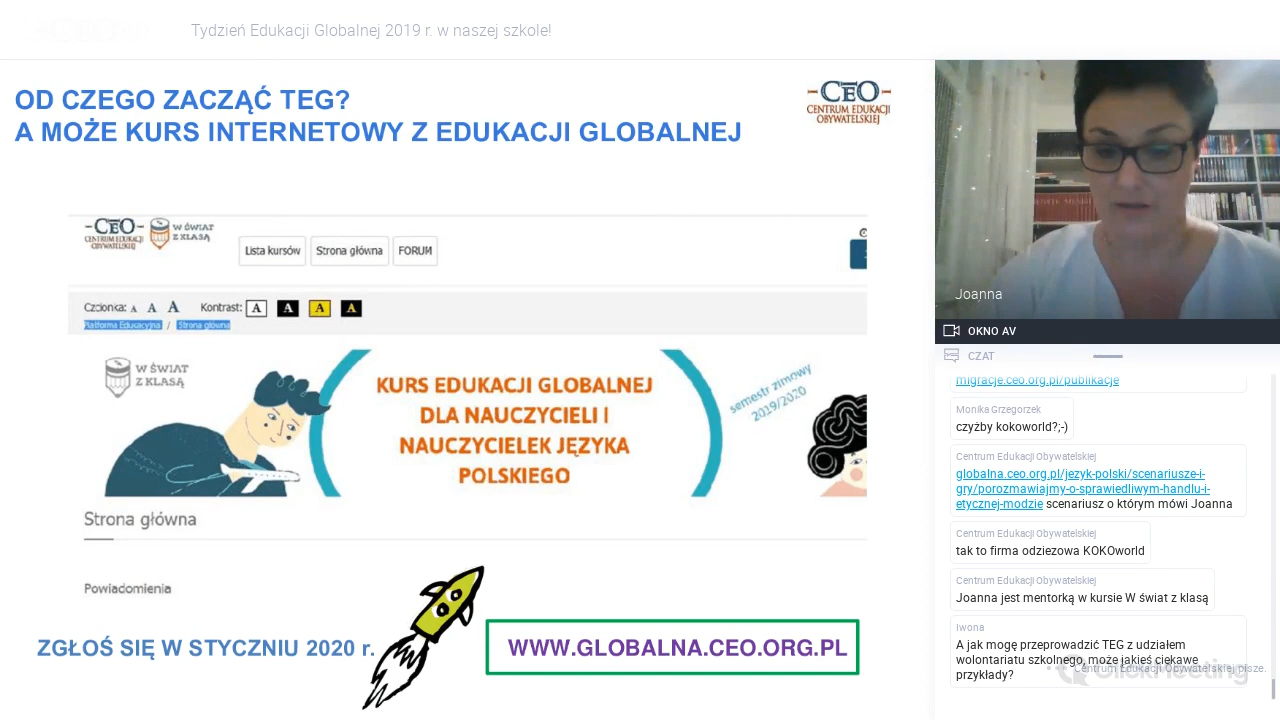 Tydzień Edukacji Globalnej 2019 r. w naszej szkole!
OD CZEGO ZACZĄĆ TEG?
A MOŻE KURS INTERNETOWY Z EDUKACJI GLOBALNEJ
CEO
CENTRUM EDUKACJI
OBYWATELSKIEJ
CEO
CENTRUM EDUKACJI
OBYWATELSKIEJ
W ŚWIAT
Z KLASĄ
Lista kursów
Strona główna
FORUM
Czcionka: A A A Kontrast: A A A A
Platforma Edukacyjna / Strona główna
W ŚWIAT
Z KLASĄ
KURS EDUKACJI GLOBALNEJ
DLA NAUCZYCIELI I
NAUCZYCIELEK JĘZYKA
POLSKIEGO
semestr zimowy
2019/2020
Strona główna
Powiadomienia
ZGŁOŚ SIĘ W STYCZNIU 2020 r.
WWW.GLOBALNA.CEO.ORG.PL
Joanna
OKNO AV
CZAT
migracje.ceo.org.pl/publikacje
Monika Grzegorzek
czyżby kokoworld?;-)
Centrum Edukacji Obywatelskiej
globalna.ceo.org.pl/jezyk-polski/scenariusze-i-
gry/porozmawiajmy-o-sprawiedliwym-handlu-i-
etycznej-modzie scenariusz o którym mówi Joanna
Centrum Edukacji Obywatelskiej
tak to firma odziezowa KOKOworld
Centrum Edukacji Obywatelskiej
Joanna jest mentorką w kursie W świat z klasą
Iwona
A jak mogę przeprowadzić TEG z udziałem
wolontariatu szkolnego, może jakieś ciekawe
przykłady?
Centrum Edukacji Obywatelskiej pisze.
ClickMeeting